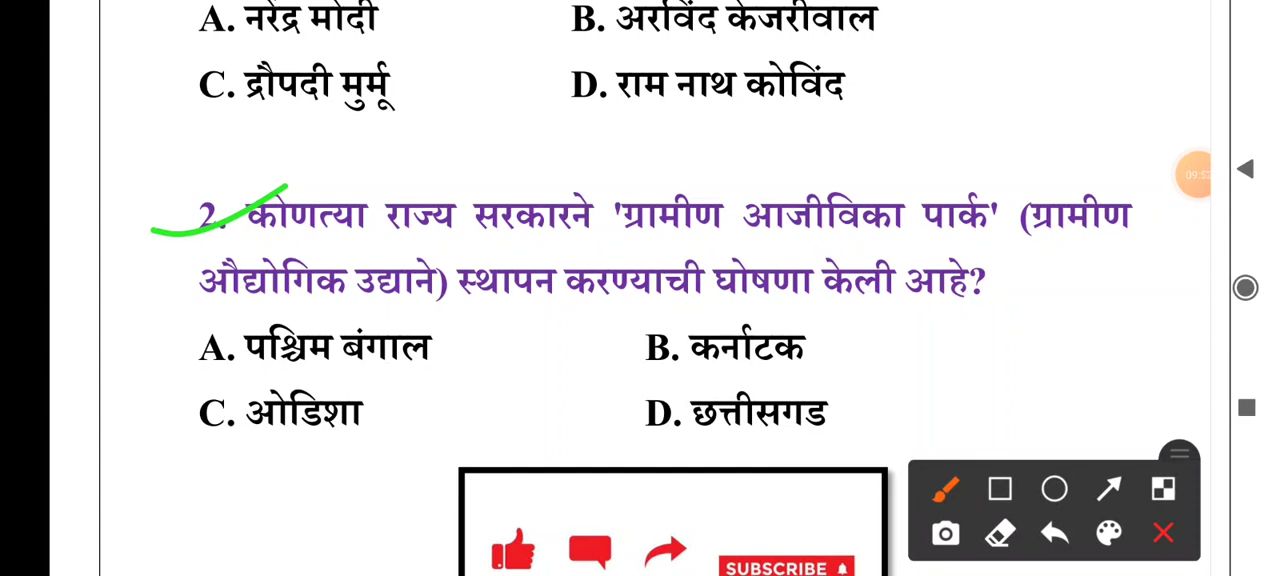 A. नरेंद्र मोदी B. अरविंद केजरीवाल
C. द्रौपदी मुर्मू D. राम नाथ कोविंद
2. कोणत्या राज्य सरकारने 'ग्रामीण आजीविका पार्क' (ग्रामीण
औद्योगिक उद्याने) स्थापन करण्याची घोषणा केली आहे?
A. पश्चिम बंगाल B. कर्नाटक
C. ओडिशा D. छत्तीसगड
SUBSCRIBE